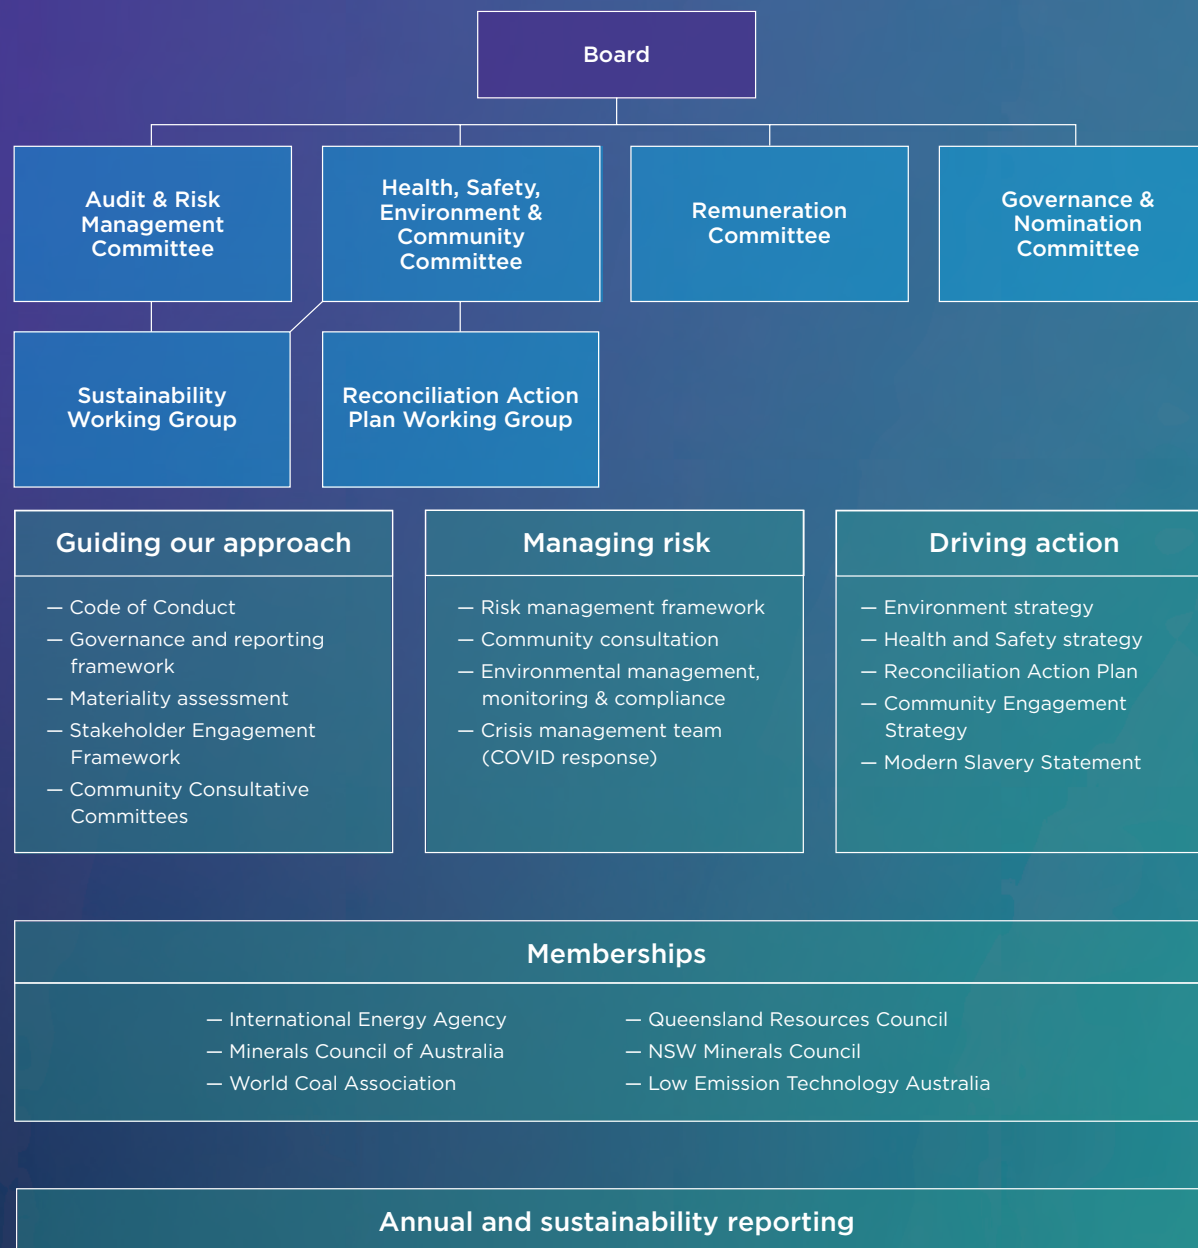 Board
Audit & Risk
Management
Committee
Health, Safety,
Environment &
Community
Committee
Remuneration
Committee
Governance &
Nomination
Committee
Sustainability
Working Group
Reconciliation Action
Plan Working Group
Guiding our approach
— Code of Conduct
— Governance and reporting
framework
— Materiality assessment
— Stakeholder Engagement
Framework
— Community Consultative
Committees
Managing risk
— Risk management framework
— Community consultation
— Environmental management,
monitoring & compliance
— Crisis management team
(COVID response)
Driving action
— Environment strategy
— Health and Safety strategy
— Reconciliation Action Plan
— Community Engagement
Strategy
— Modern Slavery Statement
Memberships
— International Energy Agency
— Minerals Council of Australia
— World Coal Association
— Queensland Resources Council
— NSW Minerals Council
— Low Emission Technology Australia
Annual and sustainability reporting